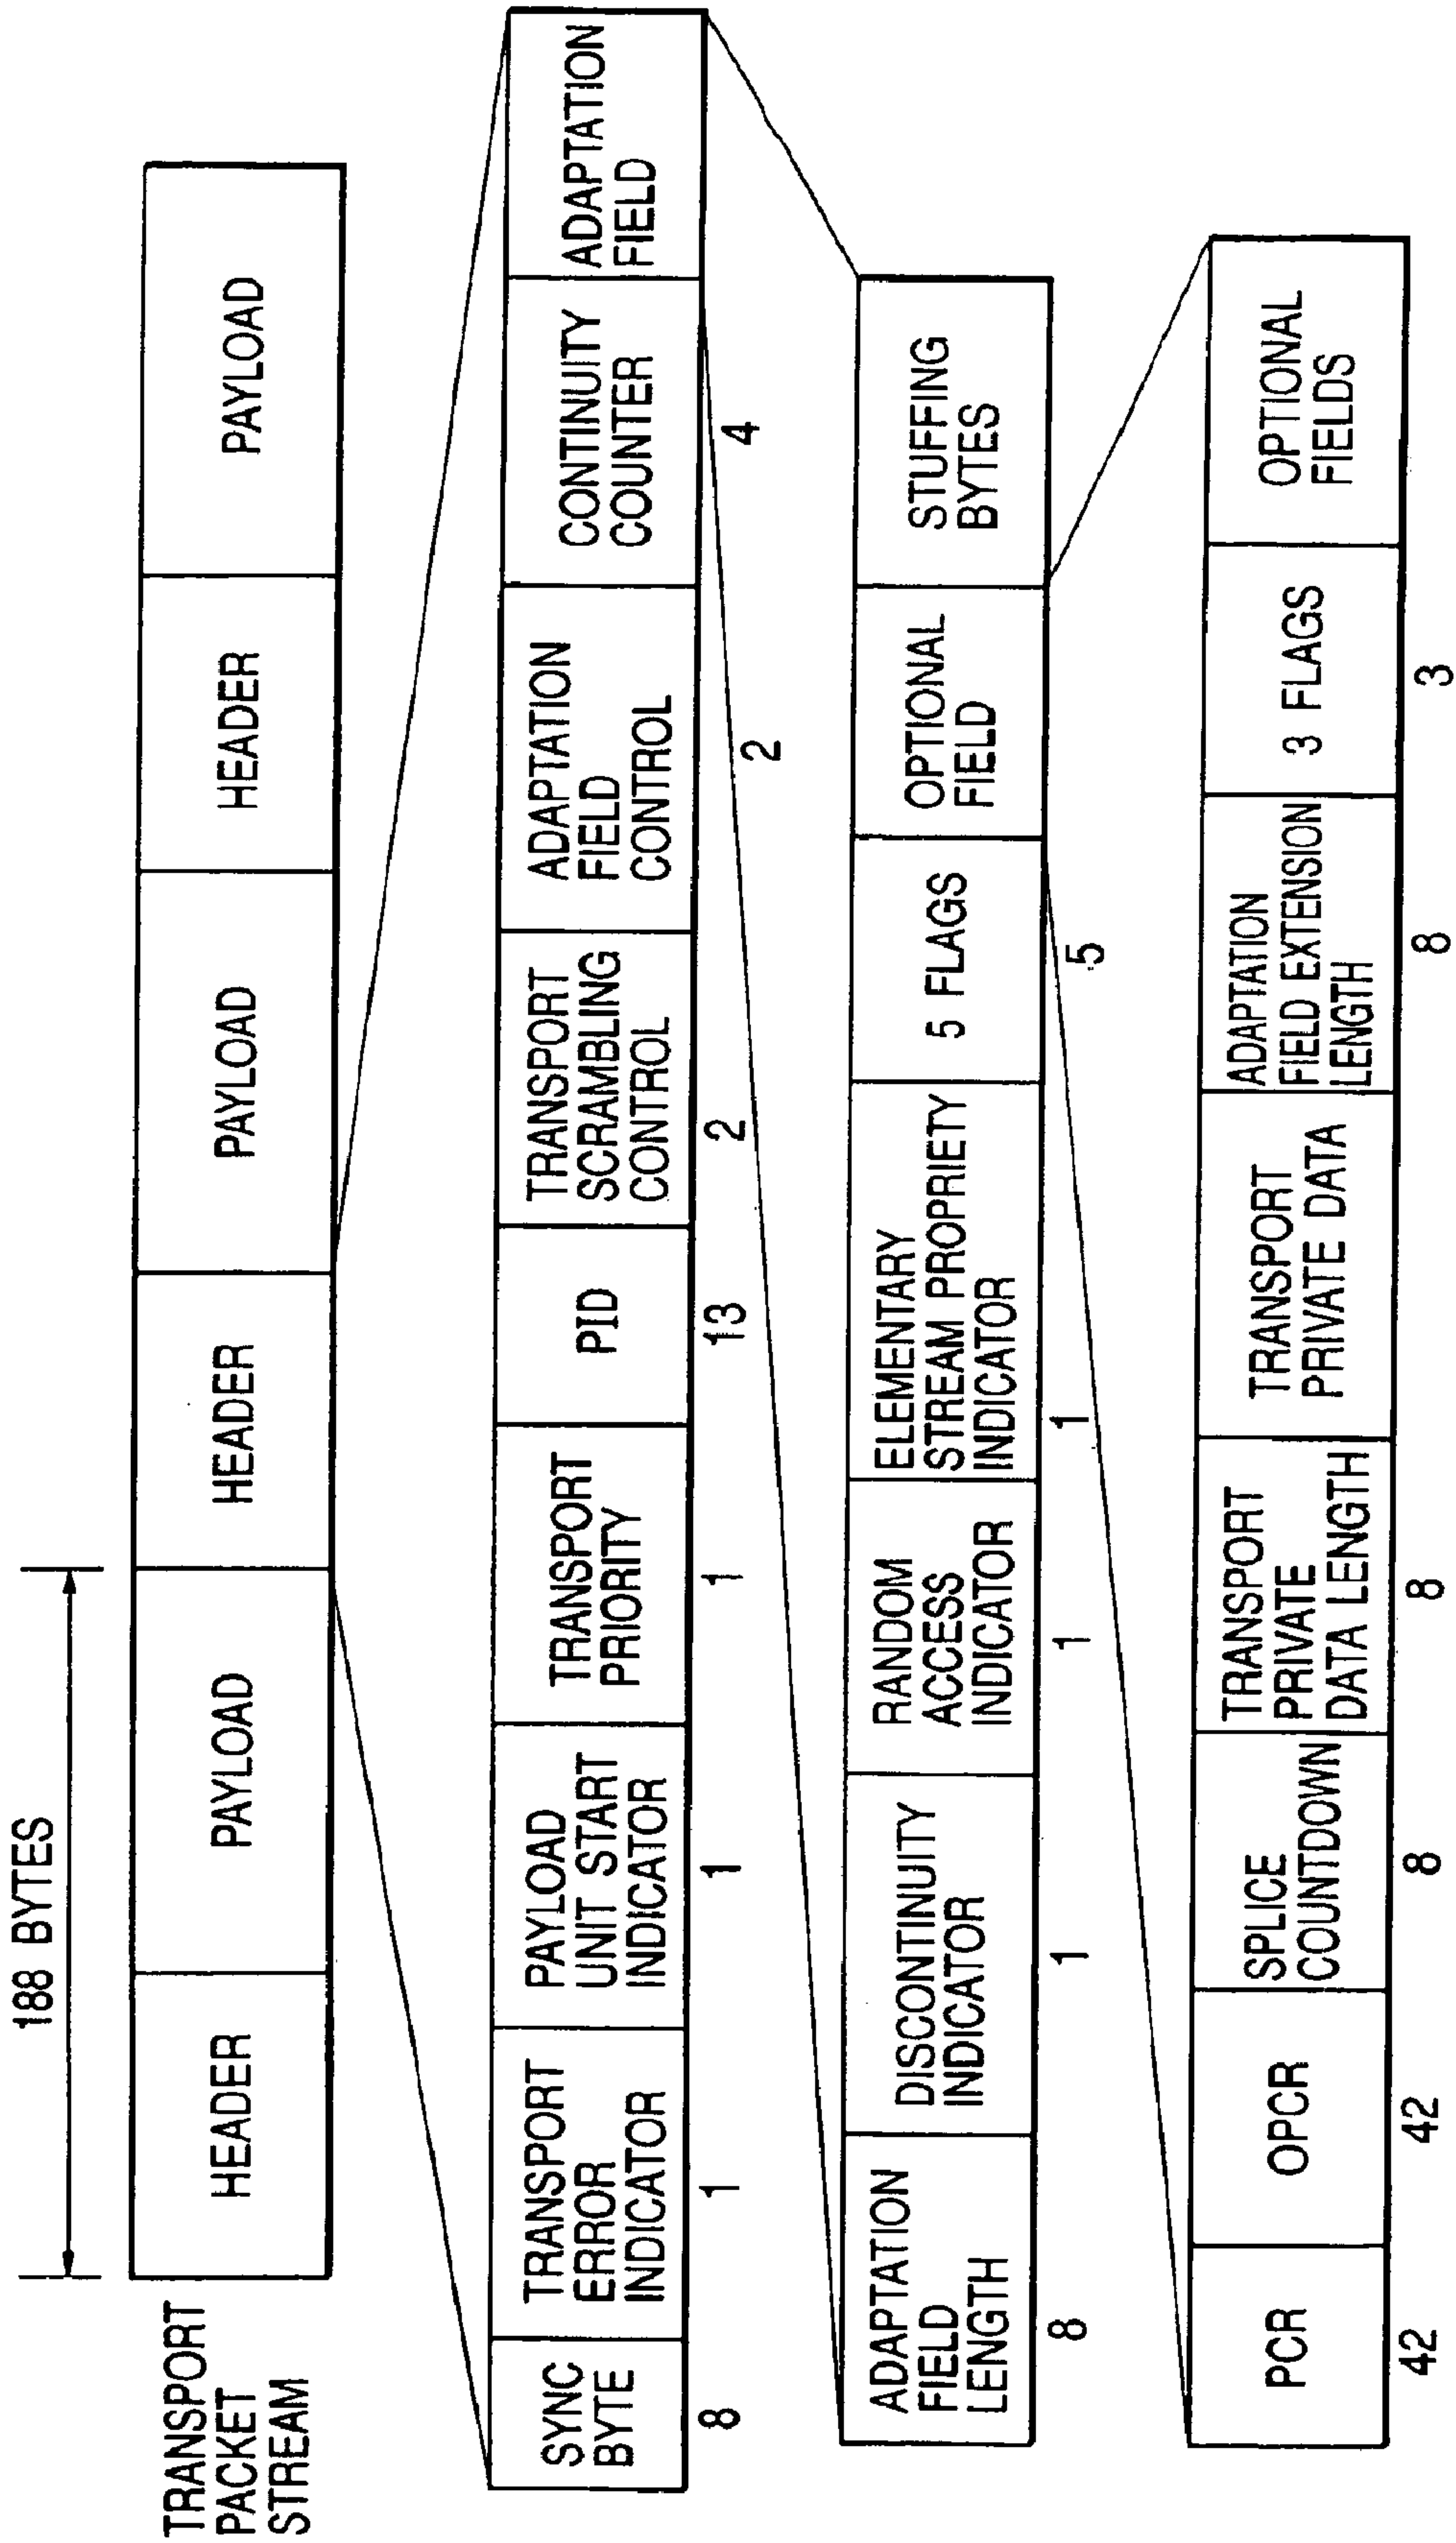 188 BYTES
TRANSPORT
PACKET
STREAM
HEADER
PAYLOAD
HEADER
PAYLOAD
HEADER
PAYLOAD
SYNC
BYTE
TRANSPORT
ERROR
INDICATOR
PAYLOAD
UNIT START
INDICATOR
TRANSPORT
PRIORITY
PID
TRANSPORT
SCRAMBLING
CONTROL
ADAPTATION
FIELD
CONTROL
CONTINUITY
COUNTER
ADAPTATION
FIELD
8
1
1
1
13
2
2
4
ADAPTATION
FIELD
LENGTH
DISCONTINUITY
INDICATOR
RANDOM
ACCESS
INDICATOR
ELEMENTARY
STREAM PROPRIETY
INDICATOR
5 FLAGS
OPTIONAL
FIELD
STUFFING
BYTES
8
1
1
1
5
PCR
OPCR
SPLICE
COUNTDOWN
TRANSPORT
PRIVATE
DATA LENGTH
TRANSPORT
PRIVATE DATA
ADAPTATION
FIELD EXTENSION
LENGTH
3 FLAGS
OPTIONAL
FIELDS
42
42
8
8
8
3